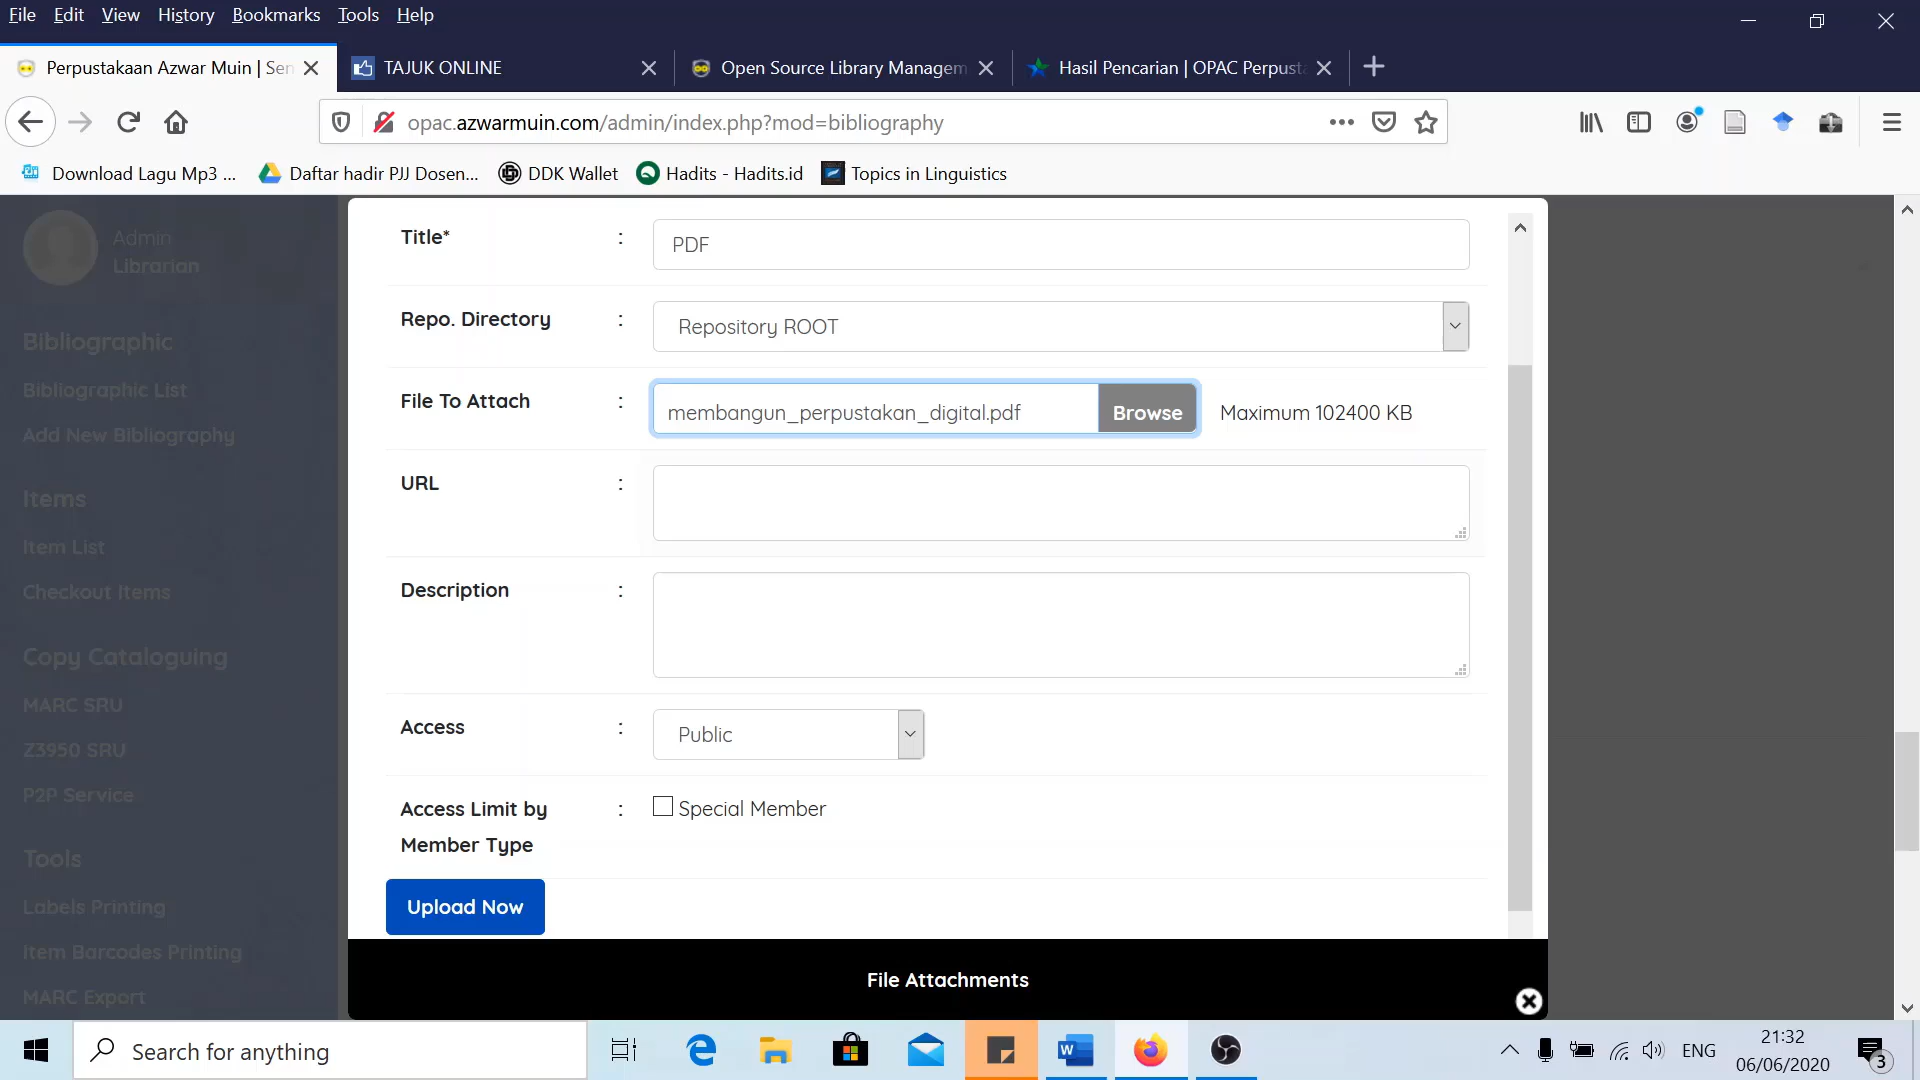 File Edit View History Bookmarks Tools Help
Perpustakaan Azwar Muin | Sen
TAJUK ONLINE
Open Source Library Managem
Hasil Pencarian | OPAC Perpust
opac.azwarmuin.com/admin/index.php?mod=bibliography
Download Lagu Mp3 ...
Daftar hadir PJJ Dosen...
DDK Wallet
Hadits - Hadits.id
Topics in Linguistics
Admin
Librarian
Bibliographic
Bibliographic List
Add New Bibliography
Items
Item List
Checkout Items
Copy Cataloguing
MARC SRU
Z3950 SRU
P2P Service
Tools
Labels Printing
Item Barcodes Printing
MARC Export
Title* : PDF
Repo. Directory : Repository ROOT
File To Attach : membangun_perpustakan_digital.pdf Browse Maximum 102400 KB
URL :
Description :
Access : Public
Access Limit by : Special Member
Member Type
Upload Now
File Attachments
Search for anything
ENG
21:32
06/06/2020
3